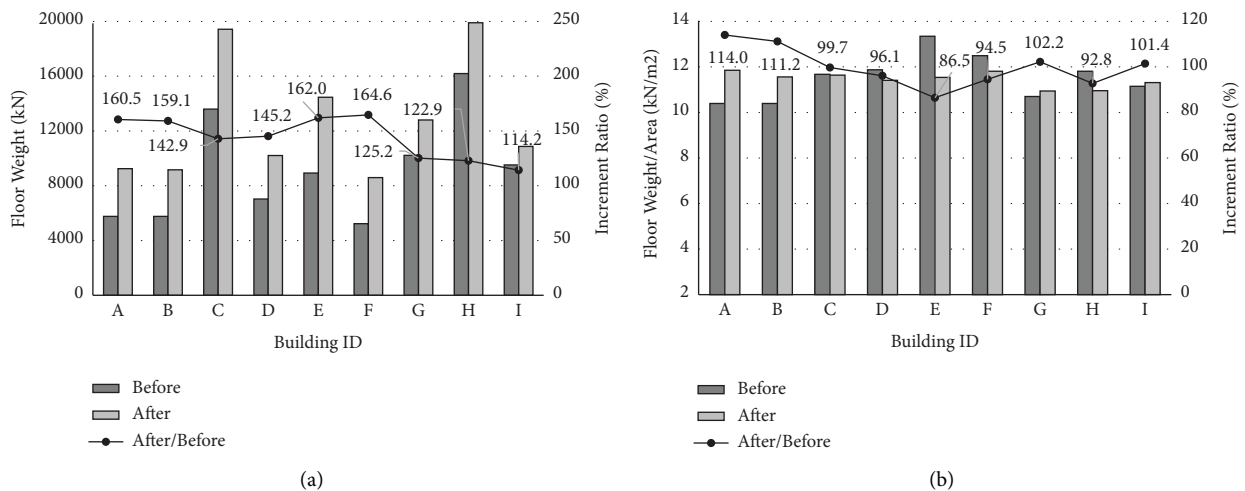 20000
16000
12000
8000
4000
0
Floor Weight (kN)
250
200
150
100
50
0
Increment Ratio (%)
160.5
159.1
142.9
145.2
162.0
164.6
125.2
122.9
114.2
A B C D E F G H I
Building ID
Before
After
After/Before
(a)
14
12
10
8
6
4
2
Floor Weight/Area (kN/m2)
120
100
80
60
40
20
0
Increment Ratio (%)
114.0
111.2
99.7
96.1
86.5
94.5
102.2
92.8
101.4
A B C D E F G H I
Building ID
Before
After
After/Before
(b)